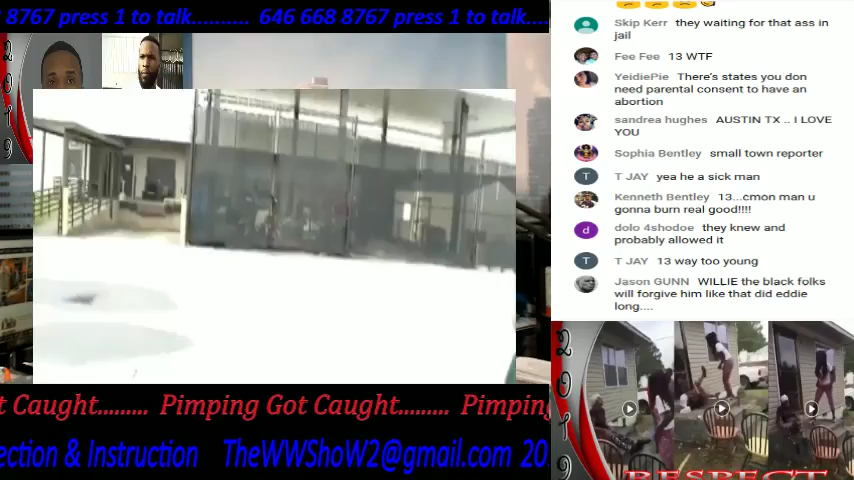 8767 press 1 to talk.......... 646 668 8767 press 1 to talk....
2019
Skip Kerr they waiting for that ass in
jail
Fee Fee 13 WTF
YeidiePie There's states you don
need parental consent to have an
abortion
sandrea hughes AUSTIN TX .. I LOVE
YOU
Sophia Bentley small town reporter
T T JAY yea he a sick man
Kenneth Bentley 13...cmon man u
gonna burn real good!!!!
d dolo 4shodoe they knew and
probably allowed it
T T JAY 13 way too young
Jason GUNN WILLIE the black folks
will forgive him like that did eddie
long....
2019
RESPECT
t Caught......... Pimping Got Caught......... Pimping
ection & Instruction TheWWShoW2@gmail.com 20